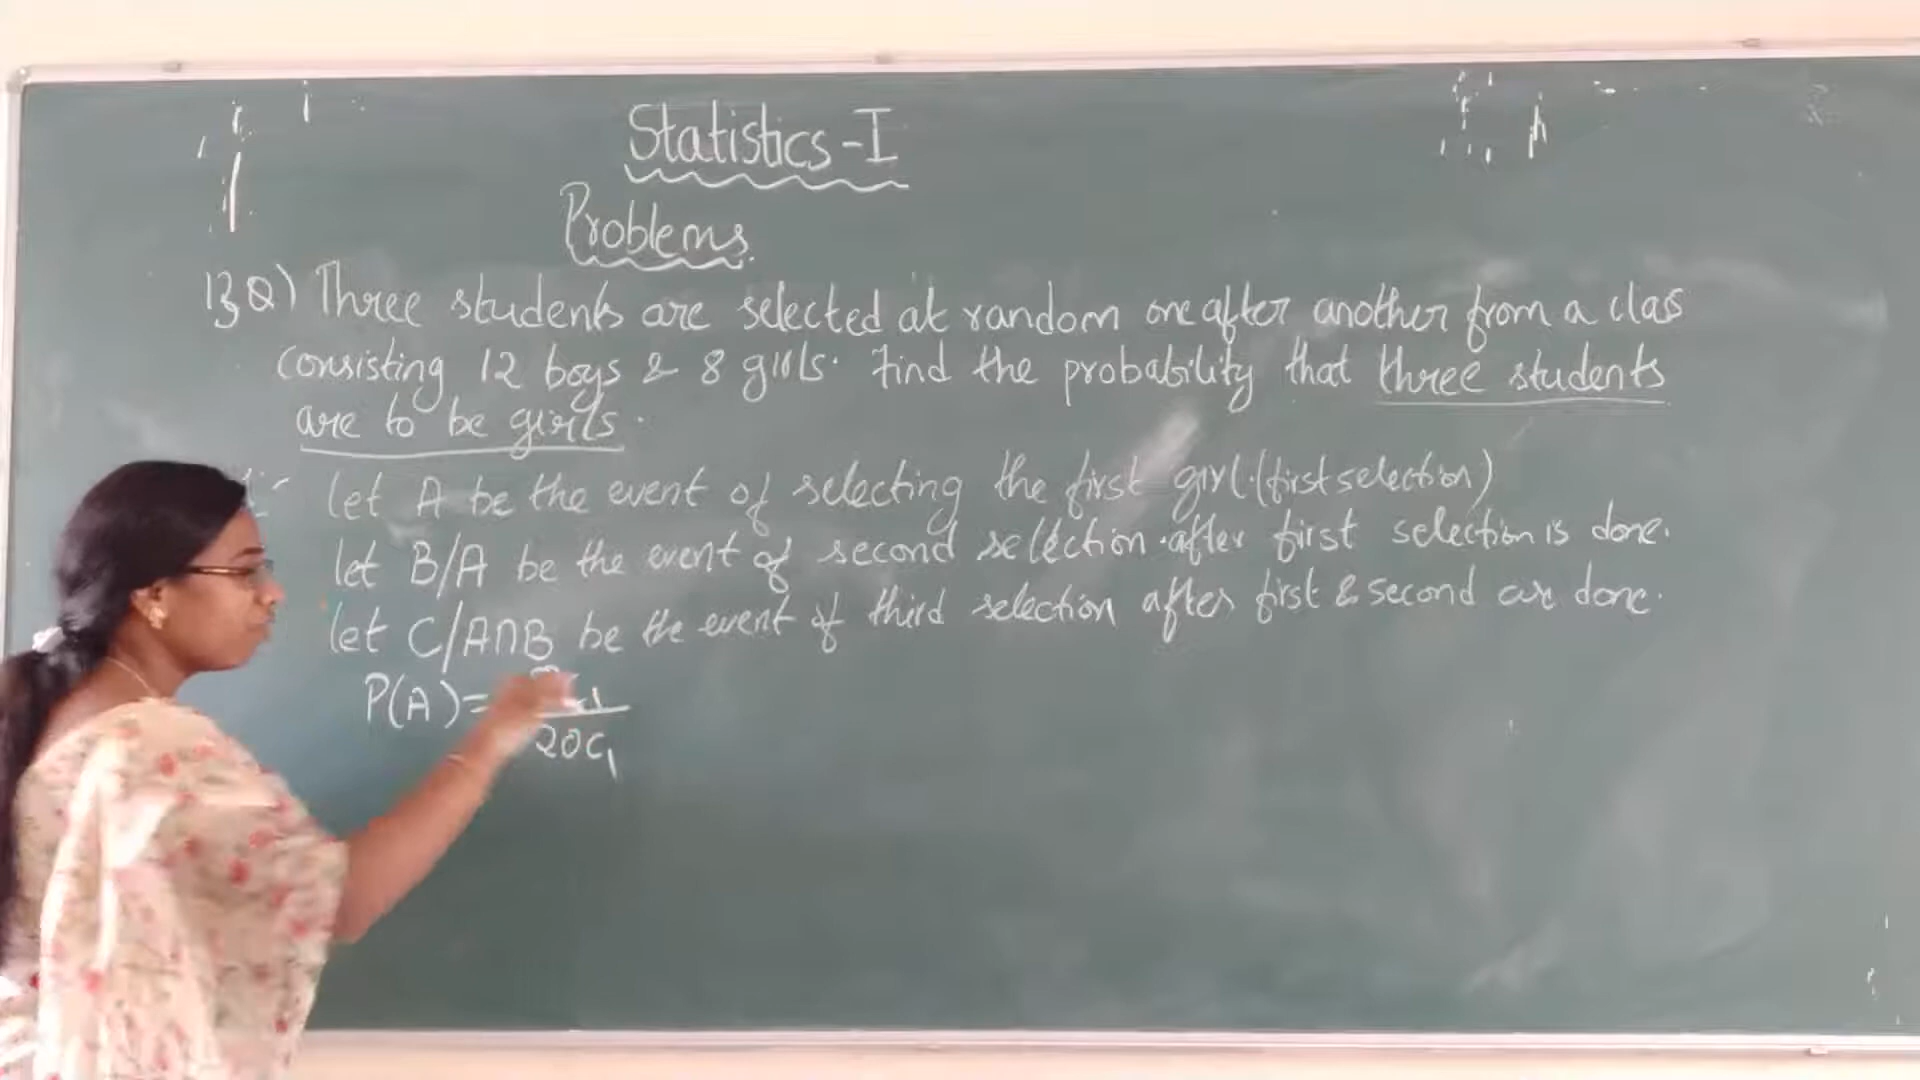 Statistics-I
Problems.
13Q) Three students are selected at random one after another from a class
consisting 12 boys & 8 girls. Find the probability that three students
are to be girls.
let A be the event of selecting the first girl.(first selection)
let B/A be the event of second selection.after first selection is done.
let C/A∩B be the event of third selection after first & second are done.
P(A)=
20C₁